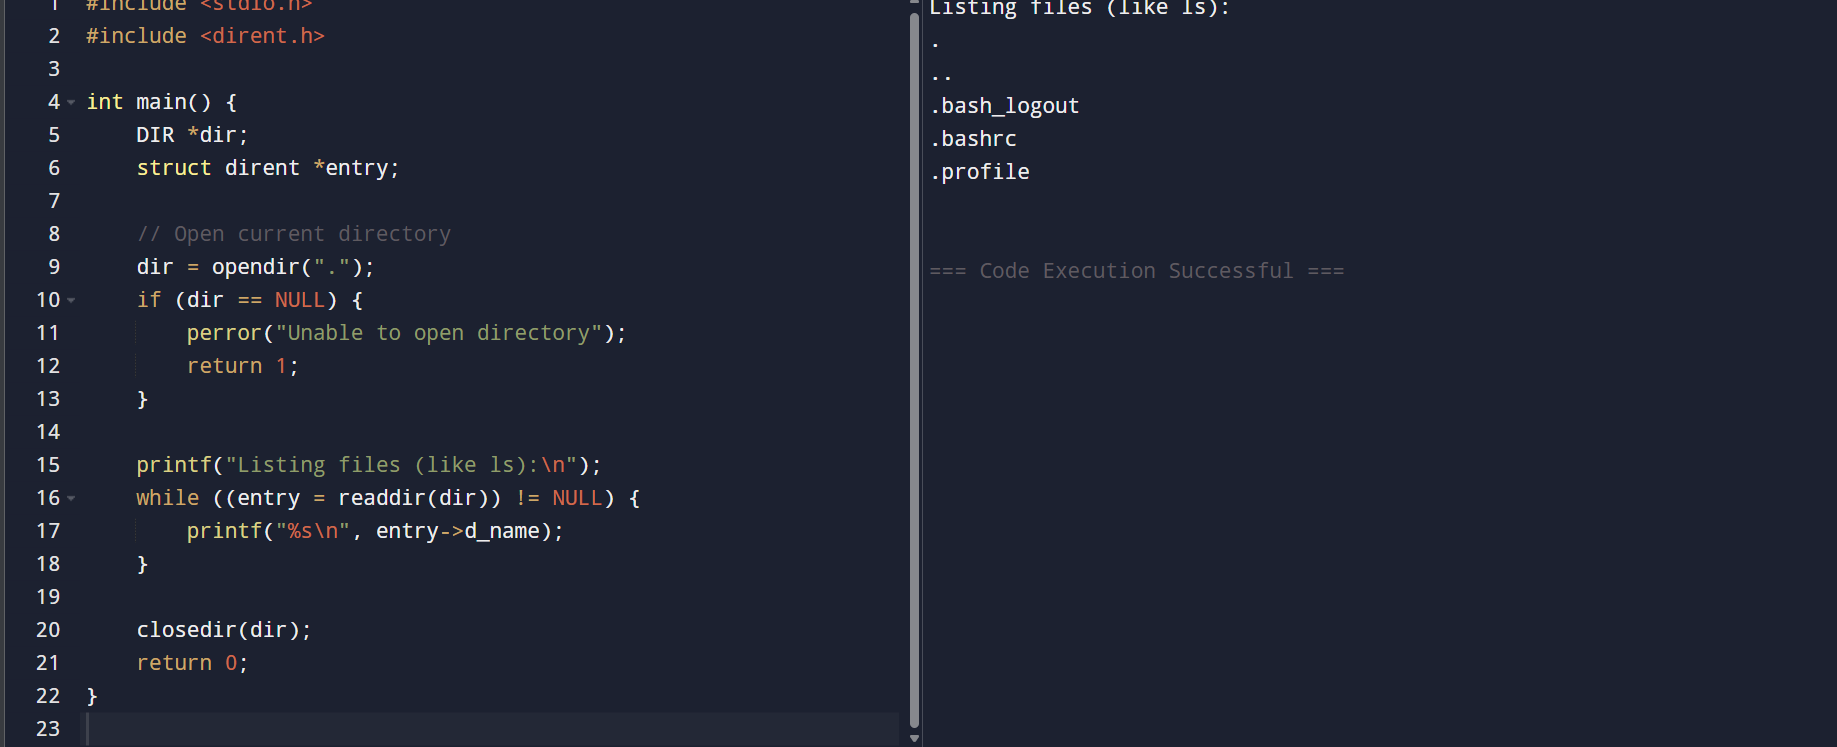 1 #include <stdio.h>
2 #include <dirent.h>
3
4 int main() {
5     DIR *dir;
6     struct dirent *entry;
7
8     // Open current directory
9     dir = opendir(".");
10     if (dir == NULL) {
11         perror("Unable to open directory");
12         return 1;
13     }
14
15     printf("Listing files (like ls):\n");
16     while ((entry = readdir(dir)) != NULL) {
17         printf("%s\n", entry->d_name);
18     }
19
20     closedir(dir);
21     return 0;
22 }
23
Listing files (like ls):
.
..
.bash_logout
.bashrc
.profile
=== Code Execution Successful ===